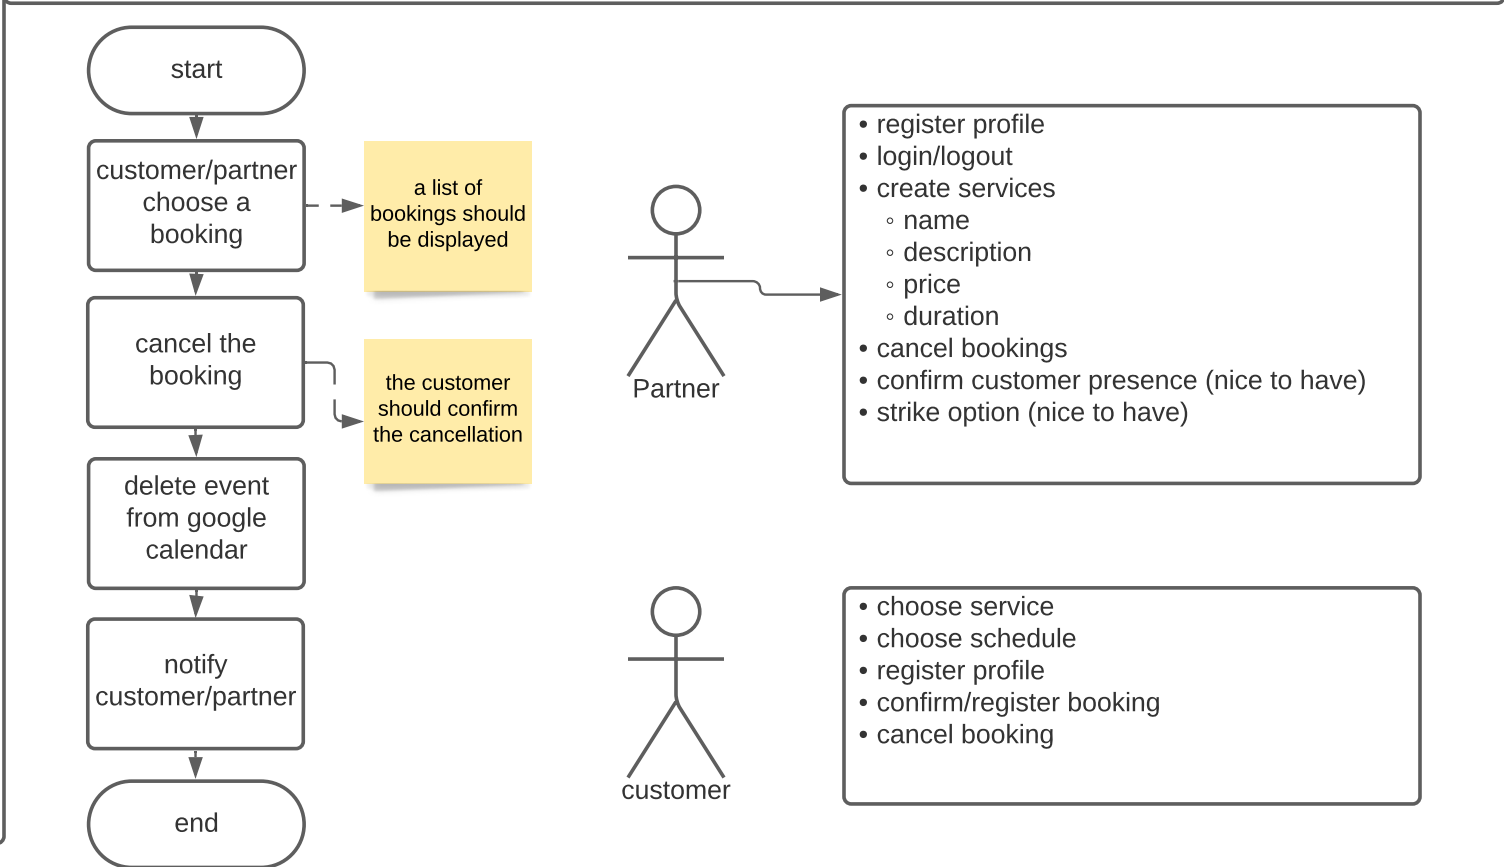 start
customer/partner
choose a
booking
a list of
bookings should
be displayed
cancel the
booking
the customer
should confirm
the cancellation
delete event
from google
calendar
notify
customer/partner
end
Partner
• register profile
• login/logout
• create services
◦ name
◦ description
◦ price
◦ duration
• cancel bookings
• confirm customer presence (nice to have)
• strike option (nice to have)
customer
• choose service
• choose schedule
• register profile
• confirm/register booking
• cancel booking